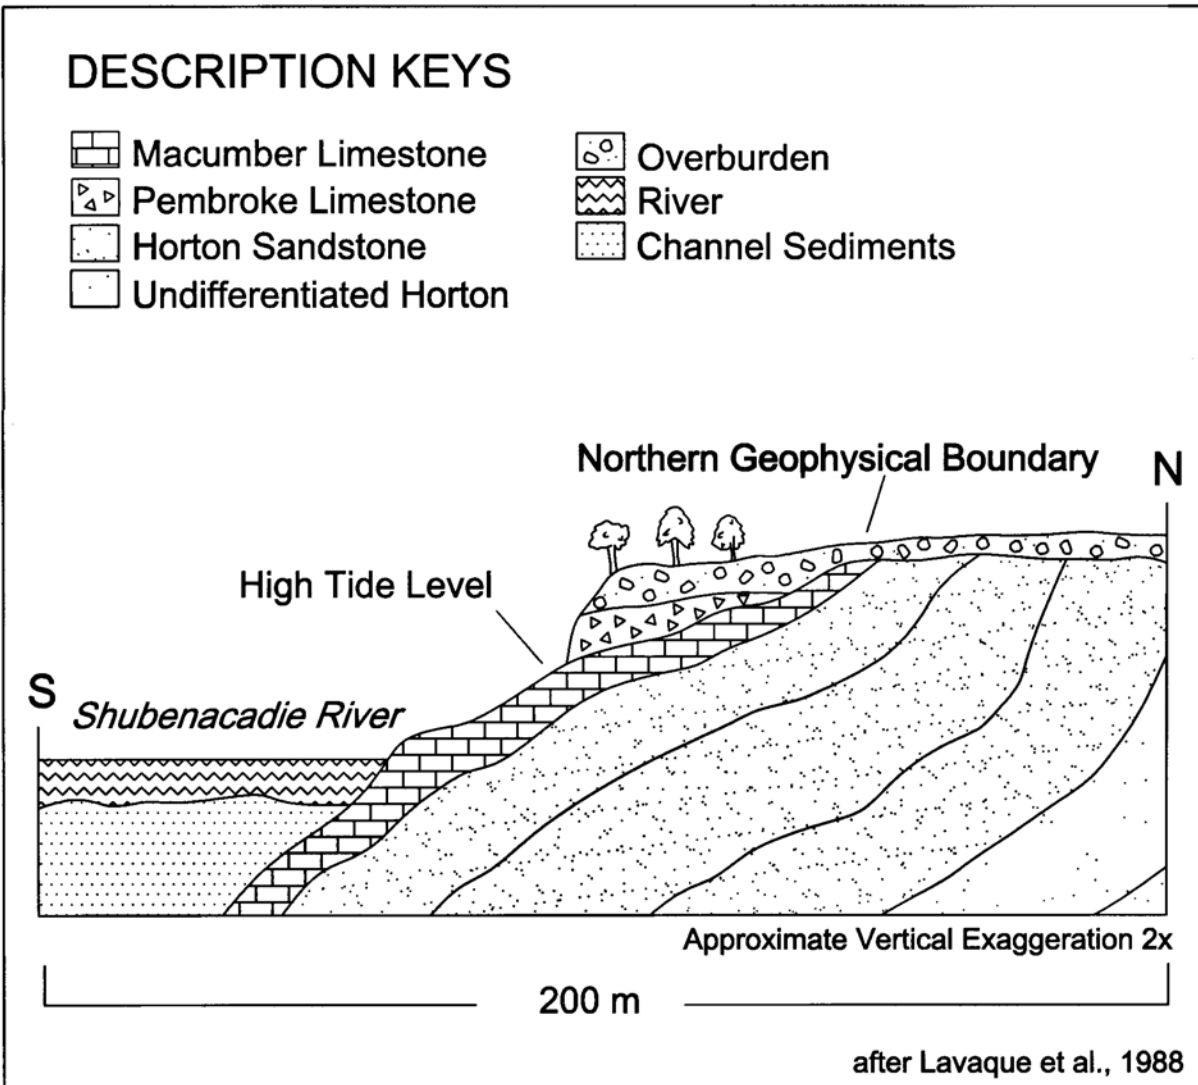 DESCRIPTION KEYS
Macumber Limestone
Pembroke Limestone
Horton Sandstone
Undifferentiated Horton
Overburden
River
Channel Sediments
Northern Geophysical Boundary
N
High Tide Level
S
Shubenacadie River
Approximate Vertical Exaggeration 2x
200 m
after Lavaque et al., 1988